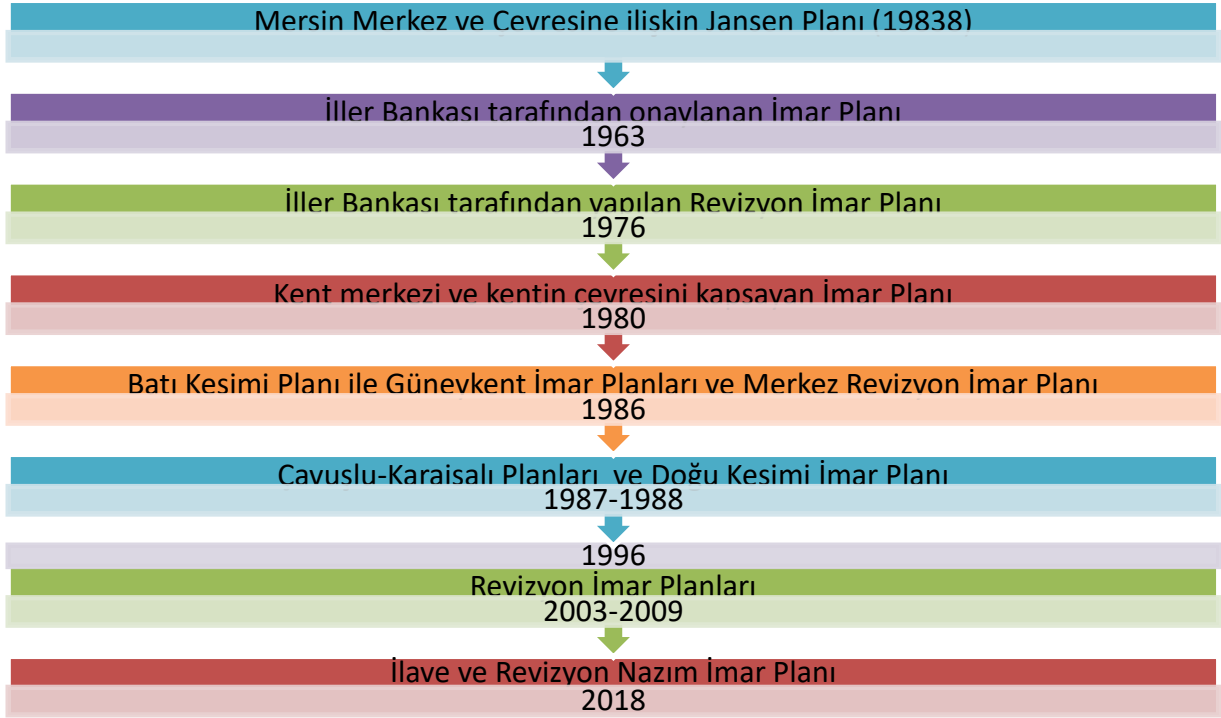 Mersin Merkez ve Çevresine ilişkin Jansen Planı (19838)
İller Bankası tarafından onaylanan İmar Planı
1963
İller Bankası tarafından yapılan Revizyon İmar Planı
1976
Kent merkezi ve kentin çevresini kapsayan İmar Planı
1980
Batı Kesimi Planı ile Güneykent İmar Planları ve Merkez Revizyon İmar Planı
1986
Çavuşlu-Karaisalı Planları ve Doğu Kesimi İmar Planı
1987-1988
1996
Revizyon İmar Planları
2003-2009
İlave ve Revizyon Nazım İmar Planı
2018